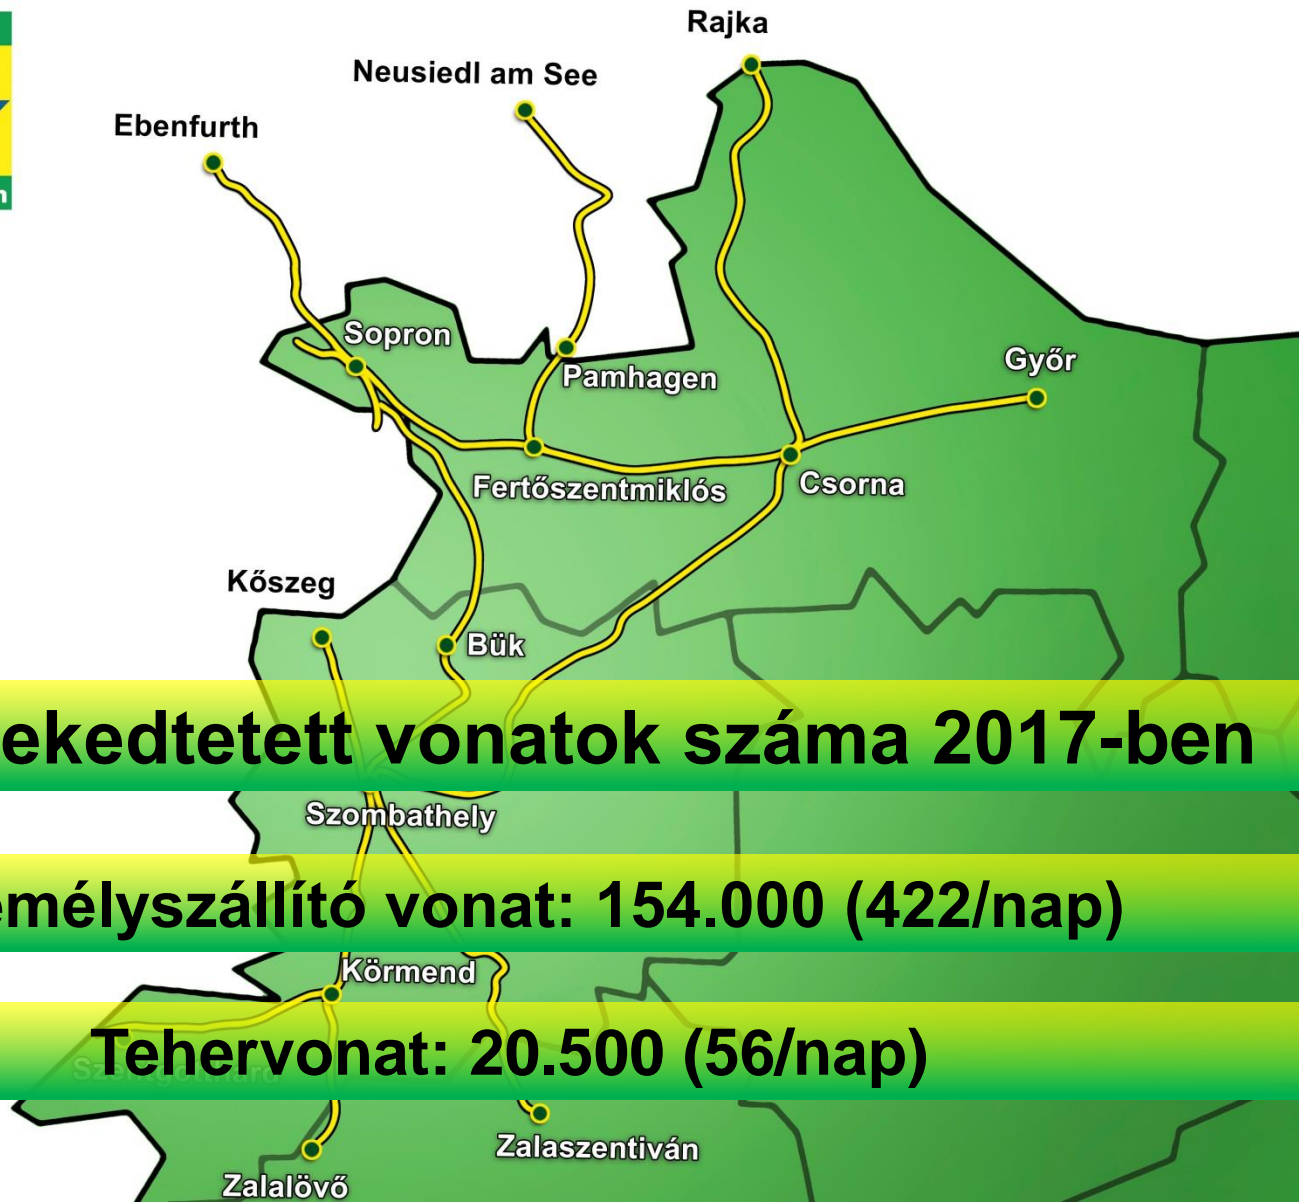 Rajka
Neusiedl am See
Ebenfurth
Sopron
Győr
Pamhagen
Fertőszentmiklós
Csorna
Kőszeg
Bük
ekedtetett vonatok száma 2017-ben
Szombathely
emélyszállító vonat: 154.000 (422/nap)
Körmend
Tehervonat: 20.500 (56/nap)
Szentgotthárd
Zalaszentiván
Zalalövő